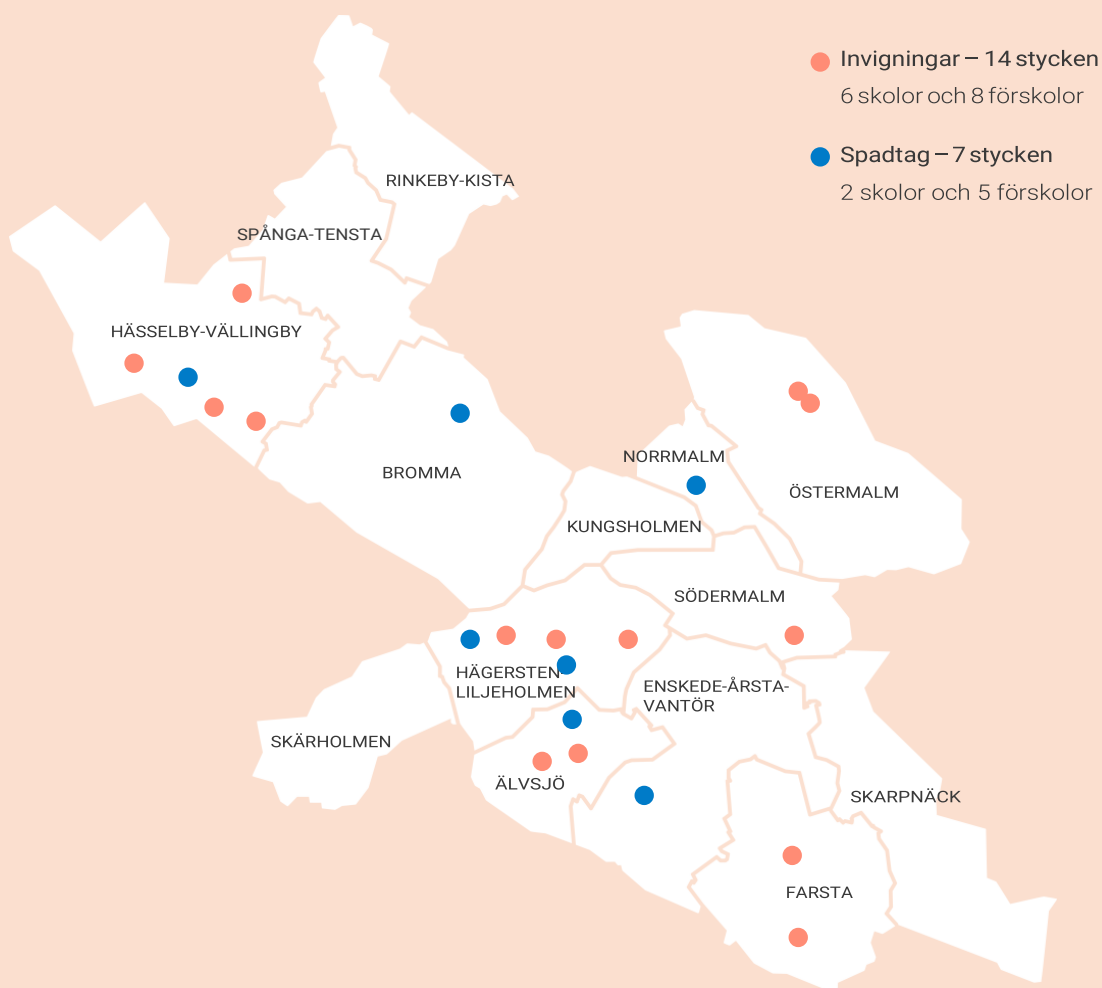 Invigningar – 14 stycken
6 skolor och 8 förskolor
Spadtag – 7 stycken
2 skolor och 5 förskolor
RINKEBY-KISTA
SPÅNGA-TENSTA
HÄSSELBY-VÄLLINGBY
BROMMA
NORRMALM
ÖSTERMALM
KUNGSHOLMEN
SÖDERMALM
HÄGERSTEN-
LILJEHOLMEN
ENSKEDE-ÅRSTA-
VANTÖR
SKÄRHOLMEN
ÄLVSJÖ
SKARPNÄCK
FARSTA